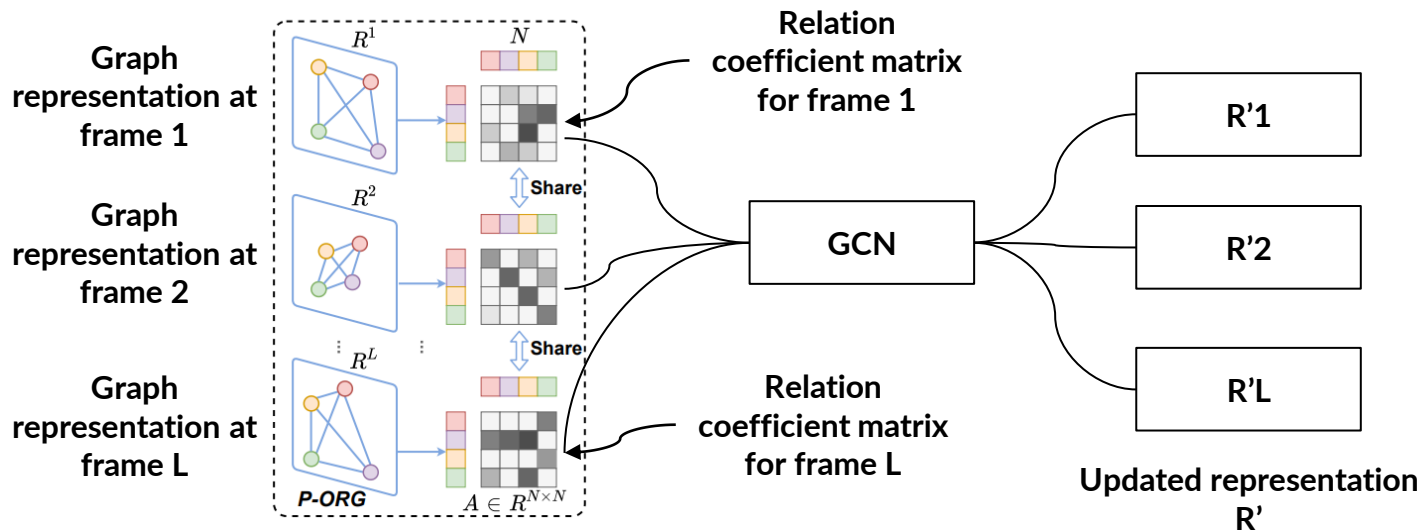 Graph
representation at
frame 1
R^1
N
Relation
coefficient matrix
for frame 1
R'1
Share
Graph
representation at
frame 2
R^2
GCN
R'2
Share
Graph
representation at
frame L
R^L
Relation
coefficient matrix
for frame L
R'L
P-ORG
A ∈ R^{N×N}
Updated representation
R'